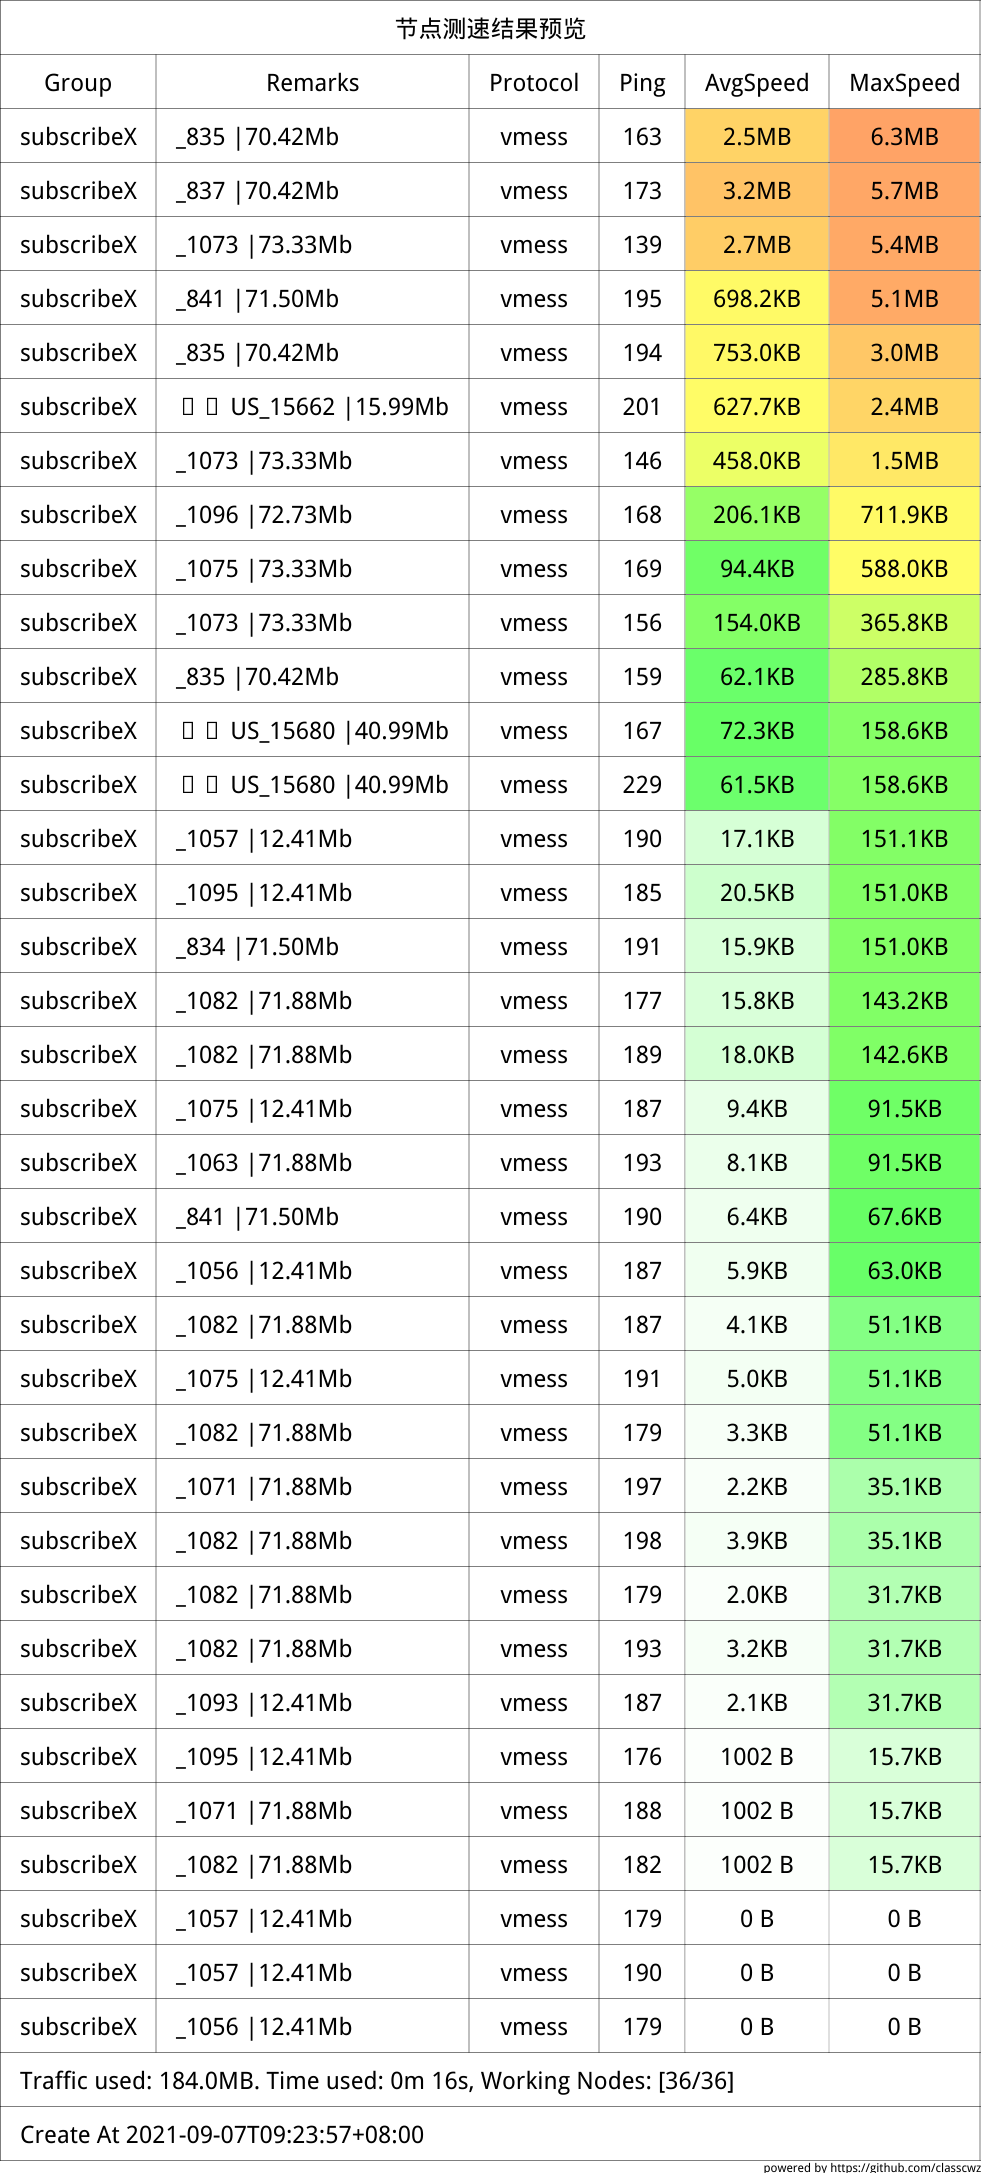 节点测速结果预览
Group Remarks Protocol Ping AvgSpeed MaxSpeed
subscribeX _835 |70.42Mb vmess 163 2.5MB 6.3MB
subscribeX _837 |70.42Mb vmess 173 3.2MB 5.7MB
subscribeX _1073 |73.33Mb vmess 139 2.7MB 5.4MB
subscribeX _841 |71.50Mb vmess 195 698.2KB 5.1MB
subscribeX _835 |70.42Mb vmess 194 753.0KB 3.0MB
subscribeX US_15662 |15.99Mb vmess 201 627.7KB 2.4MB
subscribeX _1073 |73.33Mb vmess 146 458.0KB 1.5MB
subscribeX _1096 |72.73Mb vmess 168 206.1KB 711.9KB
subscribeX _1075 |73.33Mb vmess 169 94.4KB 588.0KB
subscribeX _1073 |73.33Mb vmess 156 154.0KB 365.8KB
subscribeX _835 |70.42Mb vmess 159 62.1KB 285.8KB
subscribeX US_15680 |40.99Mb vmess 167 72.3KB 158.6KB
subscribeX US_15680 |40.99Mb vmess 229 61.5KB 158.6KB
subscribeX _1057 |12.41Mb vmess 190 17.1KB 151.1KB
subscribeX _1095 |12.41Mb vmess 185 20.5KB 151.0KB
subscribeX _834 |71.50Mb vmess 191 15.9KB 151.0KB
subscribeX _1082 |71.88Mb vmess 177 15.8KB 143.2KB
subscribeX _1082 |71.88Mb vmess 189 18.0KB 142.6KB
subscribeX _1075 |12.41Mb vmess 187 9.4KB 91.5KB
subscribeX _1063 |71.88Mb vmess 193 8.1KB 91.5KB
subscribeX _841 |71.50Mb vmess 190 6.4KB 67.6KB
subscribeX _1056 |12.41Mb vmess 187 5.9KB 63.0KB
subscribeX _1082 |71.88Mb vmess 187 4.1KB 51.1KB
subscribeX _1075 |12.41Mb vmess 191 5.0KB 51.1KB
subscribeX _1082 |71.88Mb vmess 179 3.3KB 51.1KB
subscribeX _1071 |71.88Mb vmess 197 2.2KB 35.1KB
subscribeX _1082 |71.88Mb vmess 198 3.9KB 35.1KB
subscribeX _1082 |71.88Mb vmess 179 2.0KB 31.7KB
subscribeX _1082 |71.88Mb vmess 193 3.2KB 31.7KB
subscribeX _1093 |12.41Mb vmess 187 2.1KB 31.7KB
subscribeX _1095 |12.41Mb vmess 176 1002 B 15.7KB
subscribeX _1071 |71.88Mb vmess 188 1002 B 15.7KB
subscribeX _1082 |71.88Mb vmess 182 1002 B 15.7KB
subscribeX _1057 |12.41Mb vmess 179 0 B 0 B
subscribeX _1057 |12.41Mb vmess 190 0 B 0 B
subscribeX _1056 |12.41Mb vmess 179 0 B 0 B
Traffic used: 184.0MB. Time used: 0m 16s, Working Nodes: [36/36]
Create At 2021-09-07T09:23:57+08:00
powered by https://github.com/classcwz